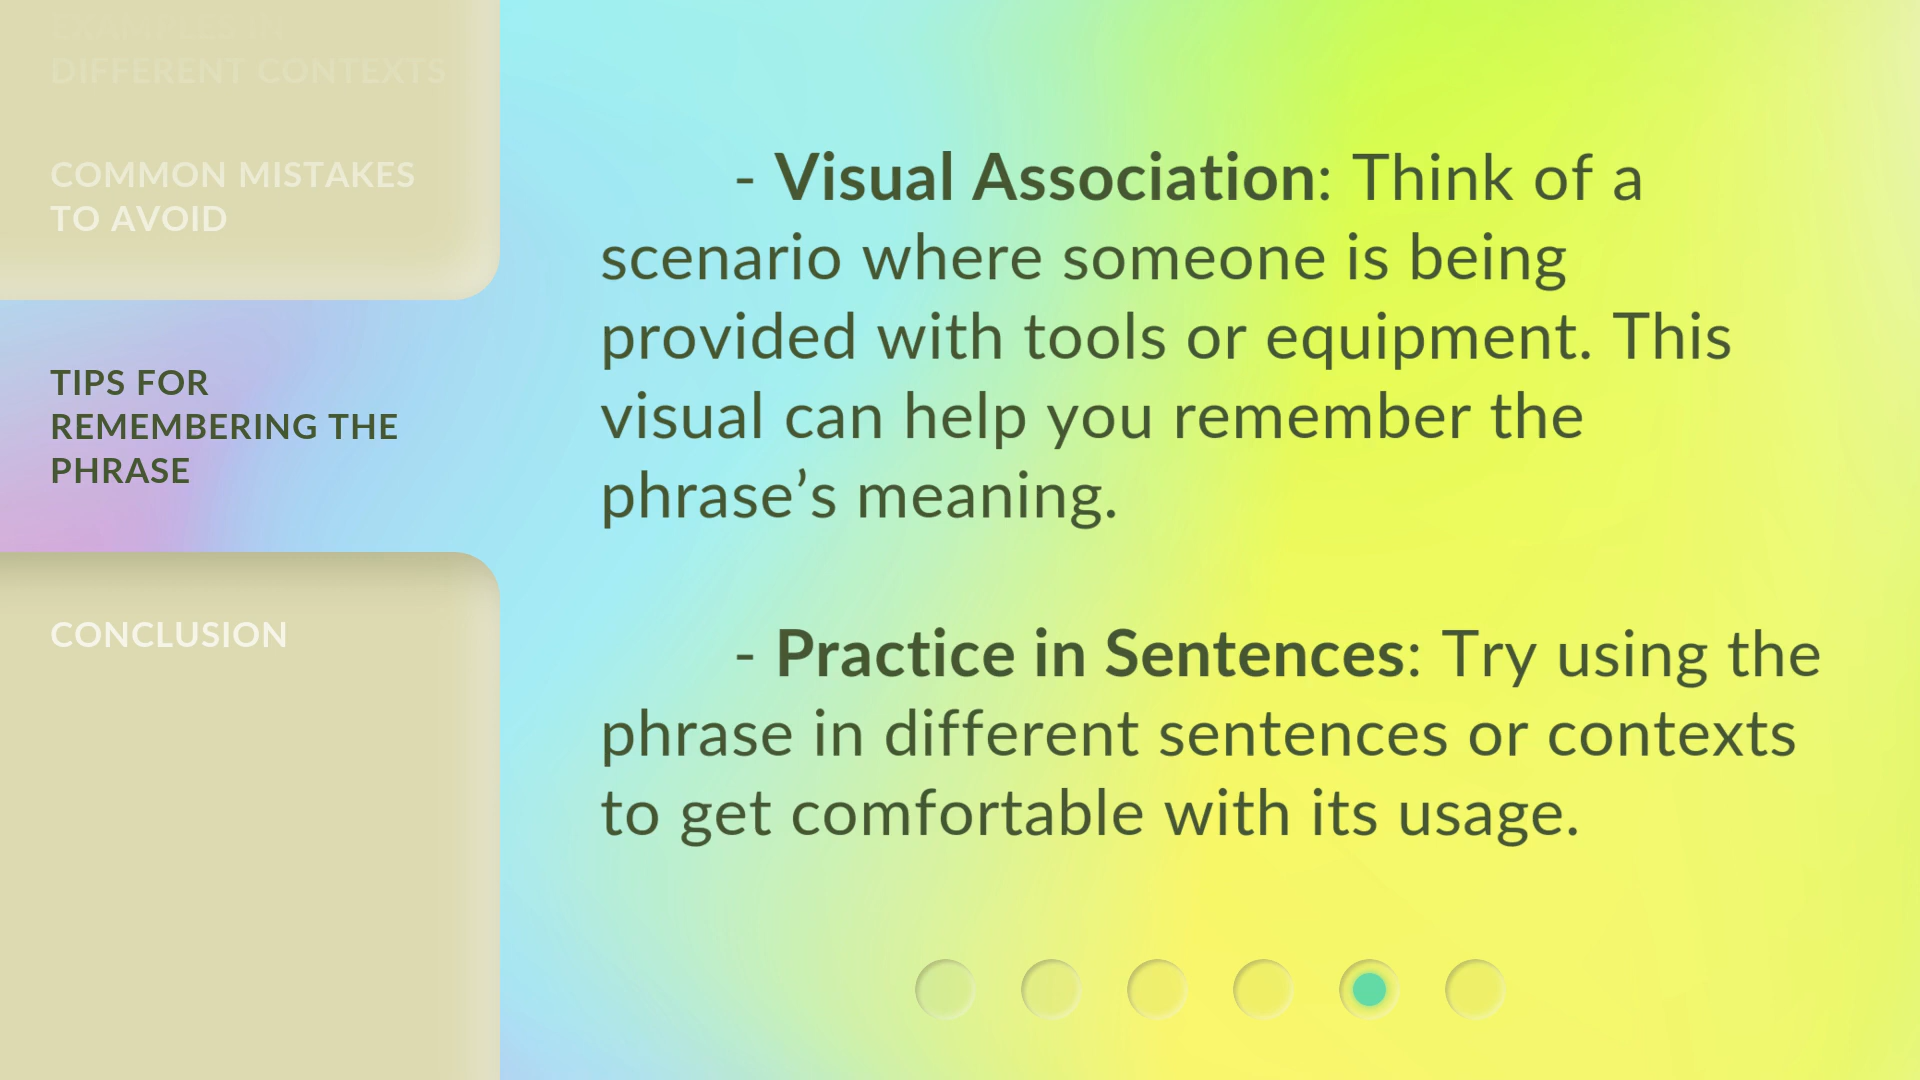 EXAMPLES IN
DIFFERENT CONTEXTS
COMMON MISTAKES
TO AVOID
TIPS FOR
REMEMBERING THE
PHRASE
CONCLUSION
- Visual Association: Think of a
scenario where someone is being
provided with tools or equipment. This
visual can help you remember the
phrase’s meaning.
- Practice in Sentences: Try using the
phrase in different sentences or contexts
to get comfortable with its usage.